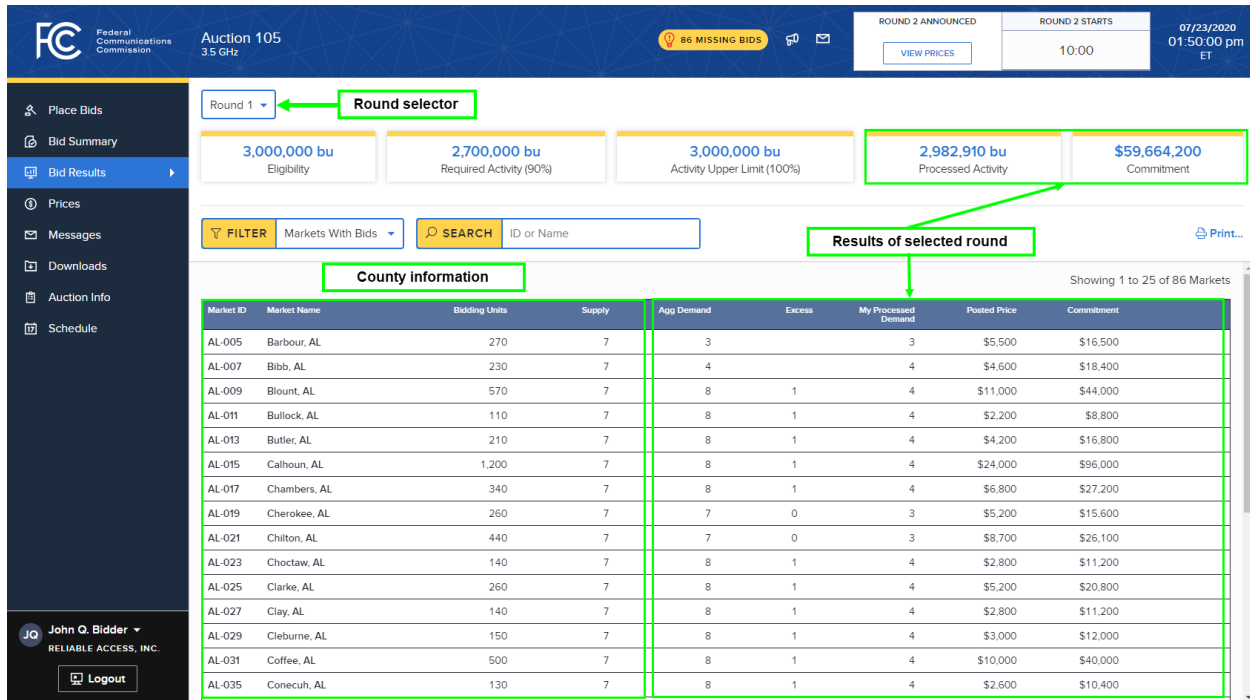 Federal
Communications
Commission
Auction 105
3.5 GHz
86 MISSING BIDS
ROUND 2 ANNOUNCED
VIEW PRICES
ROUND 2 STARTS
10:00
07/23/2020
01:50:00 pm
ET
Place Bids
Bid Summary
Bid Results
Prices
Messages
Downloads
Auction Info
Schedule
JQ John Q. Bidder
RELIABLE ACCESS, INC.
Logout
Round 1
Round selector
3,000,000 bu
Eligibility
2,700,000 bu
Required Activity (90%)
3,000,000 bu
Activity Upper Limit (100%)
2,982,910 bu
Processed Activity
$59,664,200
Commitment
FILTER Markets With Bids SEARCH ID or Name
Results of selected round
Print...
County information
Showing 1 to 25 of 86 Markets
Market ID Market Name Bidding Units Supply Agg Demand Excess My Processed Demand Posted Price Commitment
AL-005 Barbour, AL 270 7 3 3 $5,500 $16,500
AL-007 Bibb, AL 230 7 4 4 $4,600 $18,400
AL-009 Blount, AL 570 7 8 1 4 $11,000 $44,000
AL-011 Bullock, AL 110 7 8 1 4 $2,200 $8,800
AL-013 Butler, AL 210 7 8 1 4 $4,200 $16,800
AL-015 Calhoun, AL 1,200 7 8 1 4 $24,000 $96,000
AL-017 Chambers, AL 340 7 8 1 4 $6,800 $27,200
AL-019 Cherokee, AL 260 7 7 0 3 $5,200 $15,600
AL-021 Chilton, AL 440 7 7 0 3 $8,700 $26,100
AL-023 Choctaw, AL 140 7 8 1 4 $2,800 $11,200
AL-025 Clarke, AL 260 7 8 1 4 $5,200 $20,800
AL-027 Clay, AL 140 7 8 1 4 $2,800 $11,200
AL-029 Cleburne, AL 150 7 8 1 4 $3,000 $12,000
AL-031 Coffee, AL 500 7 8 1 4 $10,000 $40,000
AL-035 Conecuh, AL 130 7 8 1 4 $2,600 $10,400